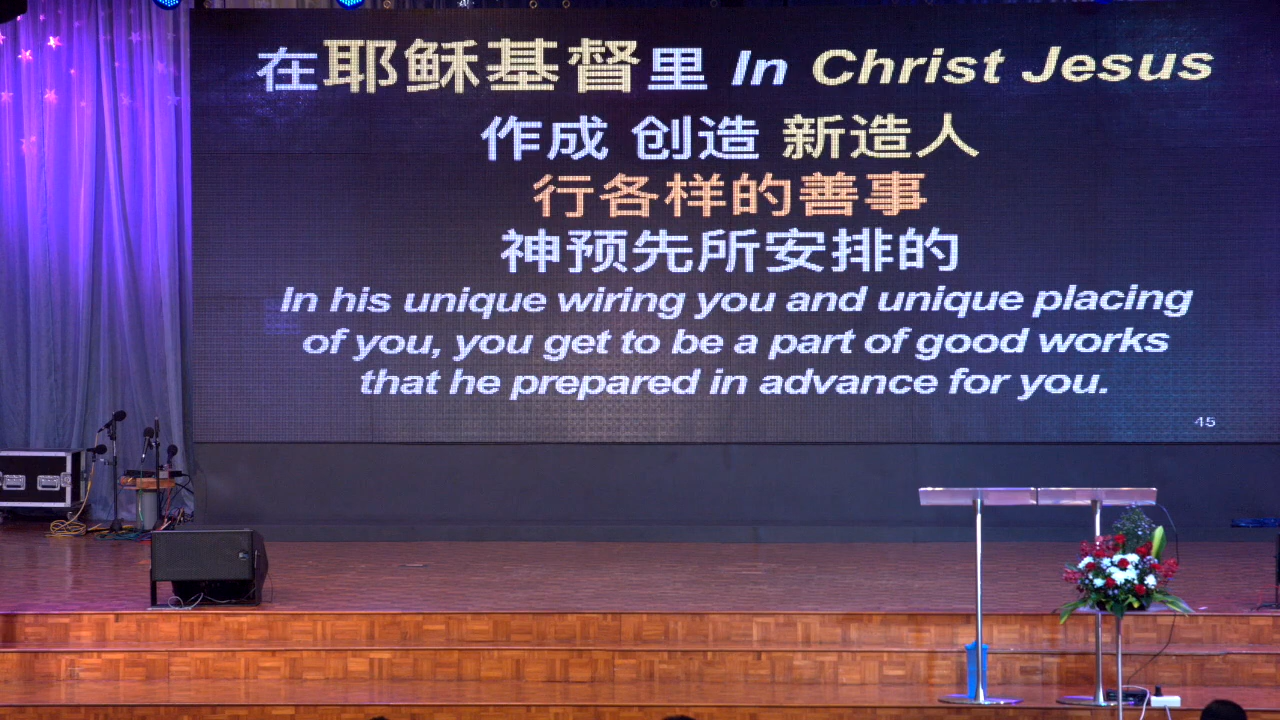 在耶稣基督里 In Christ Jesus
作成 创造 新造人
行各样的善事
神预先所安排的
In his unique wiring you and unique placing
of you, you get to be a part of good works
that he prepared in advance for you.
45